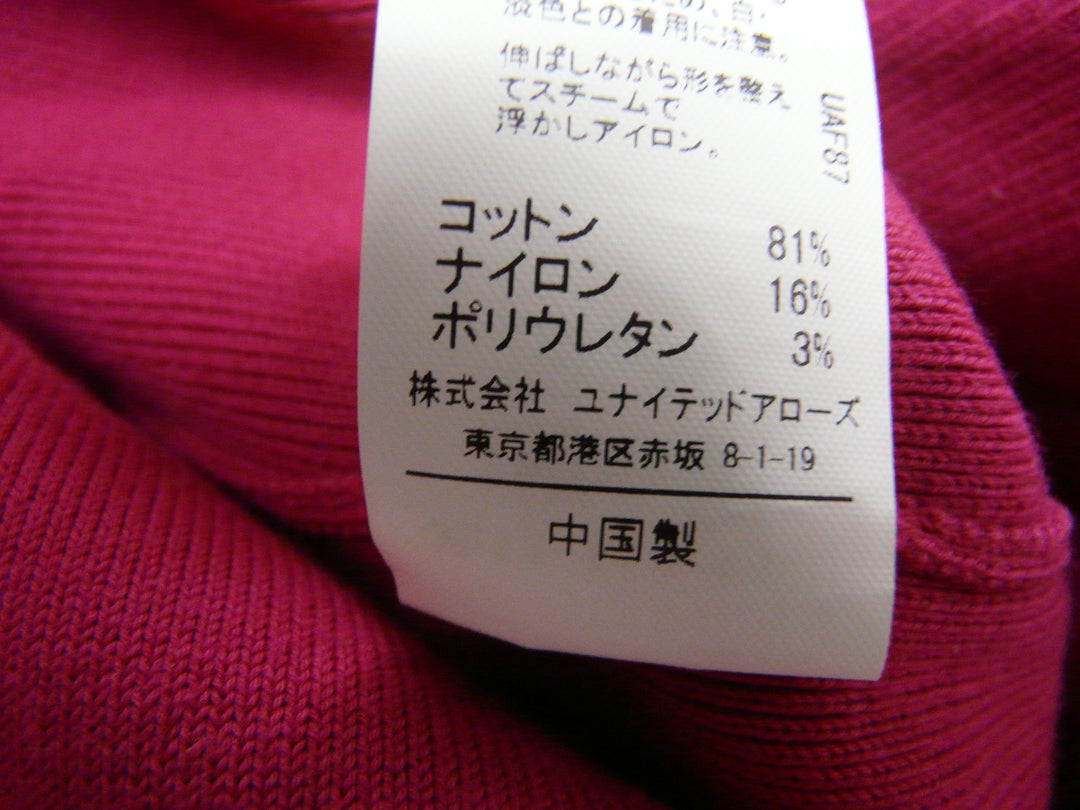 淡色との着用に注意。
伸ばしながら形を整え
てスチームで
浮かしアイロン。
UAF87
コットン 81%
ナイロン 16%
ポリウレタン 3%
株式会社 ユナイテッドアローズ
東京都港区赤坂 8-1-19
中国製